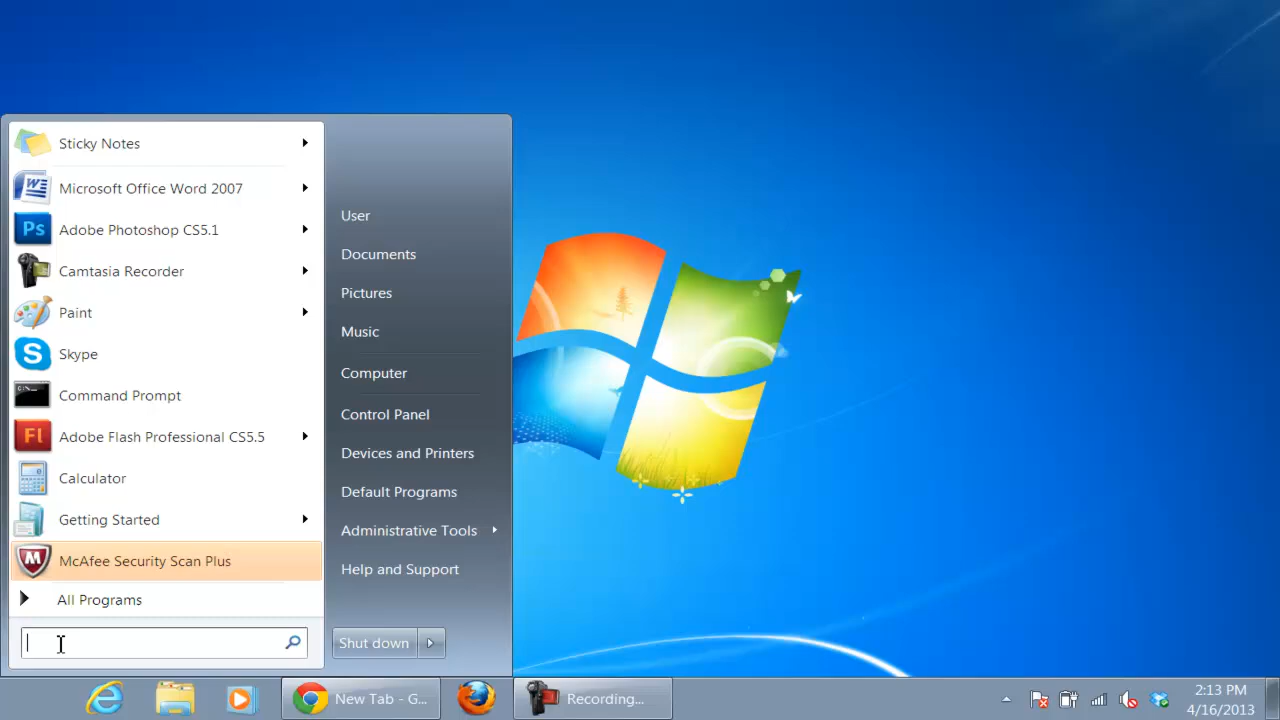 Sticky Notes
Microsoft Office Word 2007
Ps
Adobe Photoshop CS5.1
Camtasia Recorder
Paint
S
Skype
Command Prompt
Fl
Adobe Flash Professional CS5.5
Calculator
Getting Started
M
McAfee Security Scan Plus
All Programs
User
Documents
Pictures
Music
Computer
Control Panel
Devices and Printers
Default Programs
Administrative Tools
Help and Support
Shut down
New Tab - G...
Recording...
2:13 PM
4/16/2013